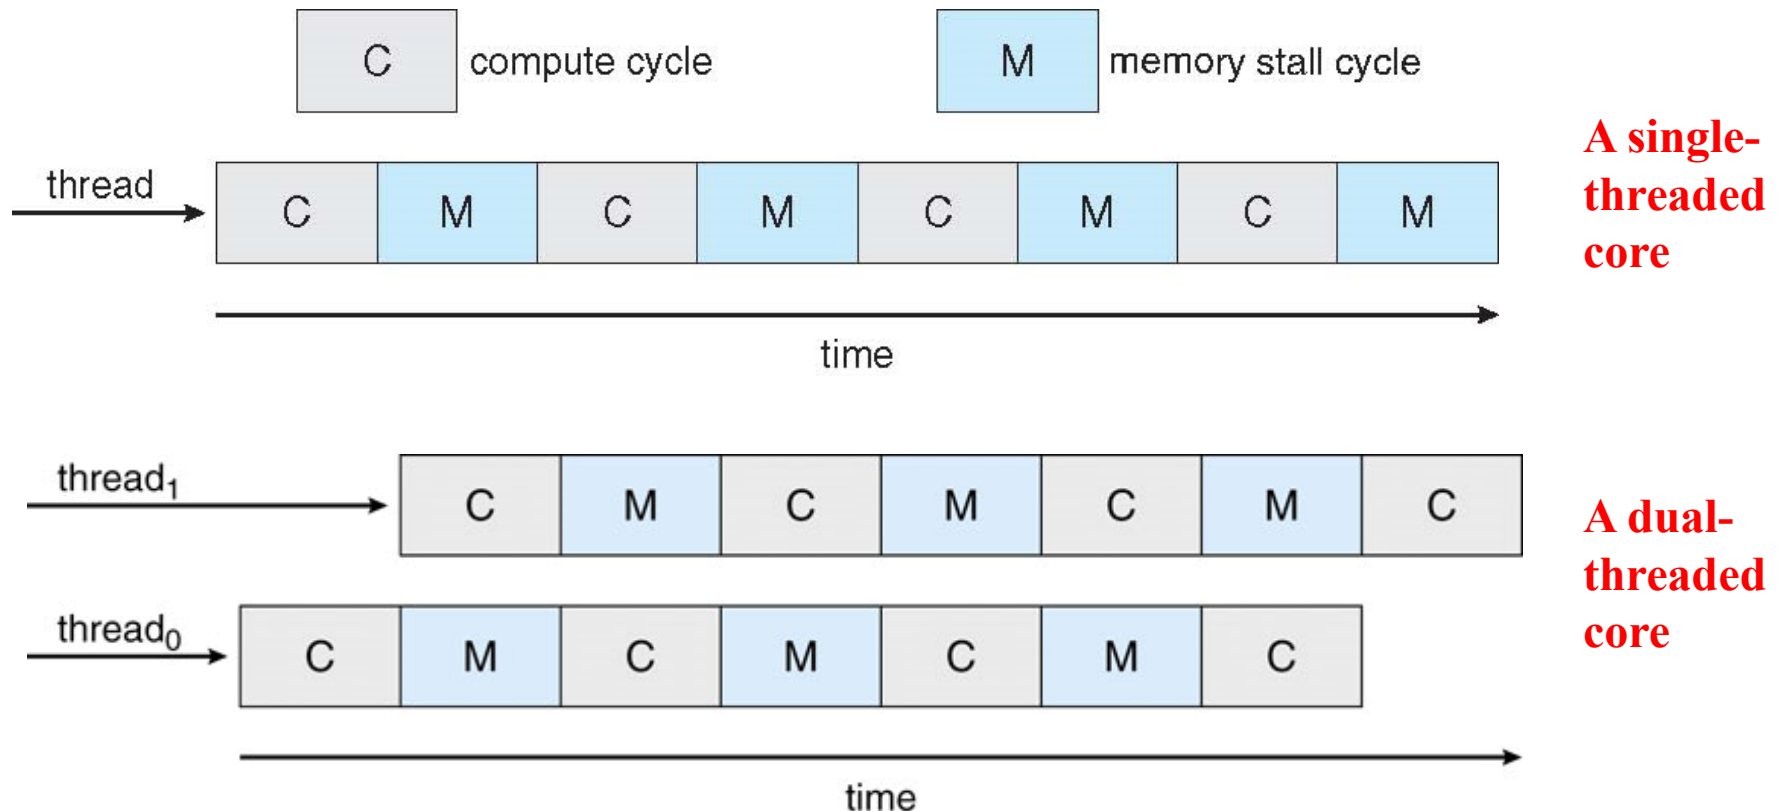 C compute cycle M memory stall cycle
A single-
threaded
core
thread
C M C M C M C M
time
thread1
C M C M C M C
A dual-
threaded
core
thread0
C M C M C M C
time